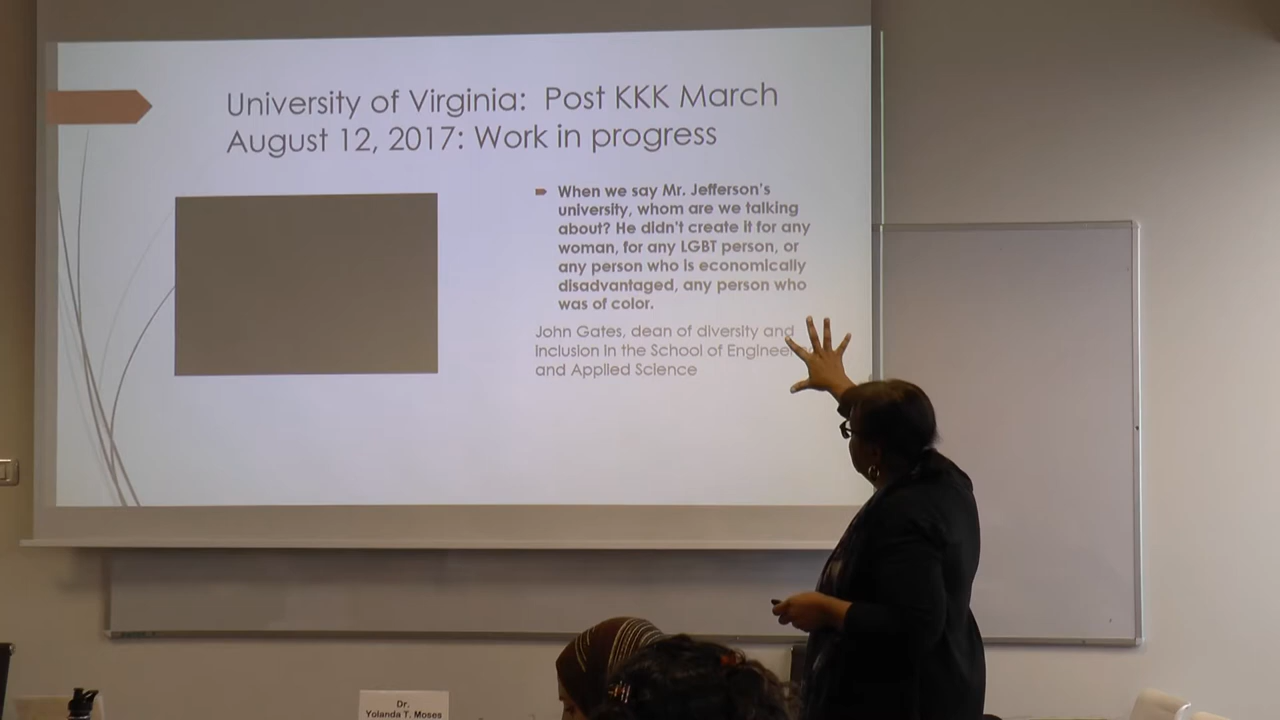 University of Virginia: Post KKK March
August 12, 2017: Work in progress
When we say Mr. Jefferson's
university, whom are we talking
about? He didn't create it for any
woman, for any LGBT person, or
any person who is economically
disadvantaged, any person who
was of color.
John Gates, dean of diversity and
inclusion in the School of Enginee
and Applied Science
Dr.
Yolanda T. Moses